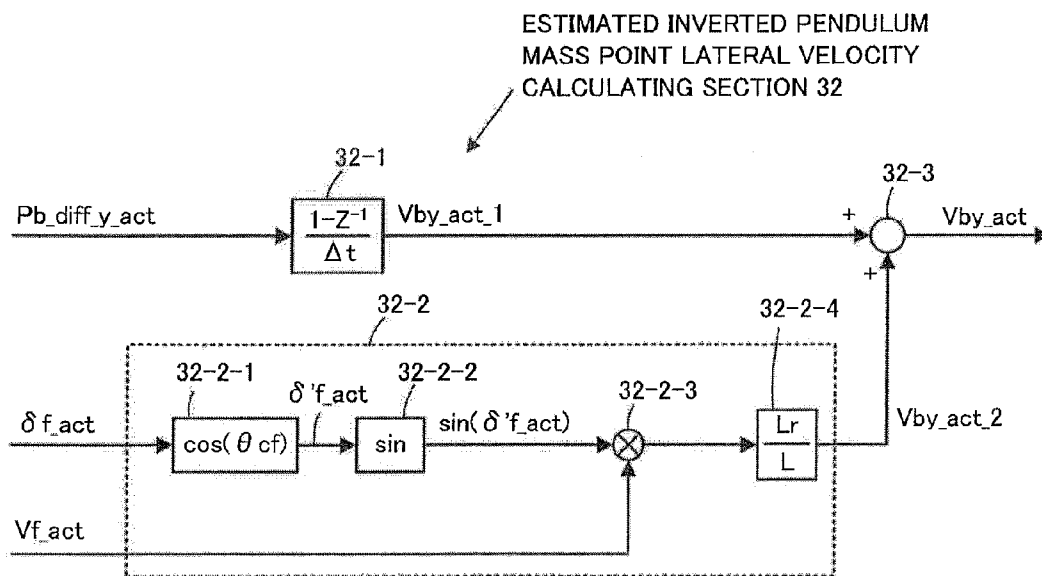 ESTIMATED INVERTED PENDULUM
MASS POINT LATERAL VELOCITY
CALCULATING SECTION 32
32-1
32-3
Pb_diff_y_act
1-Z⁻¹
Δt
Vby_act_1
+
Vby_act
+
32-2
32-2-4
32-2-1
32-2-2
32-2-3
δf_act
cos(θcf)
δ'f_act
sin
sin(δ'f_act)
Lr
L
Vby_act_2
Vf_act